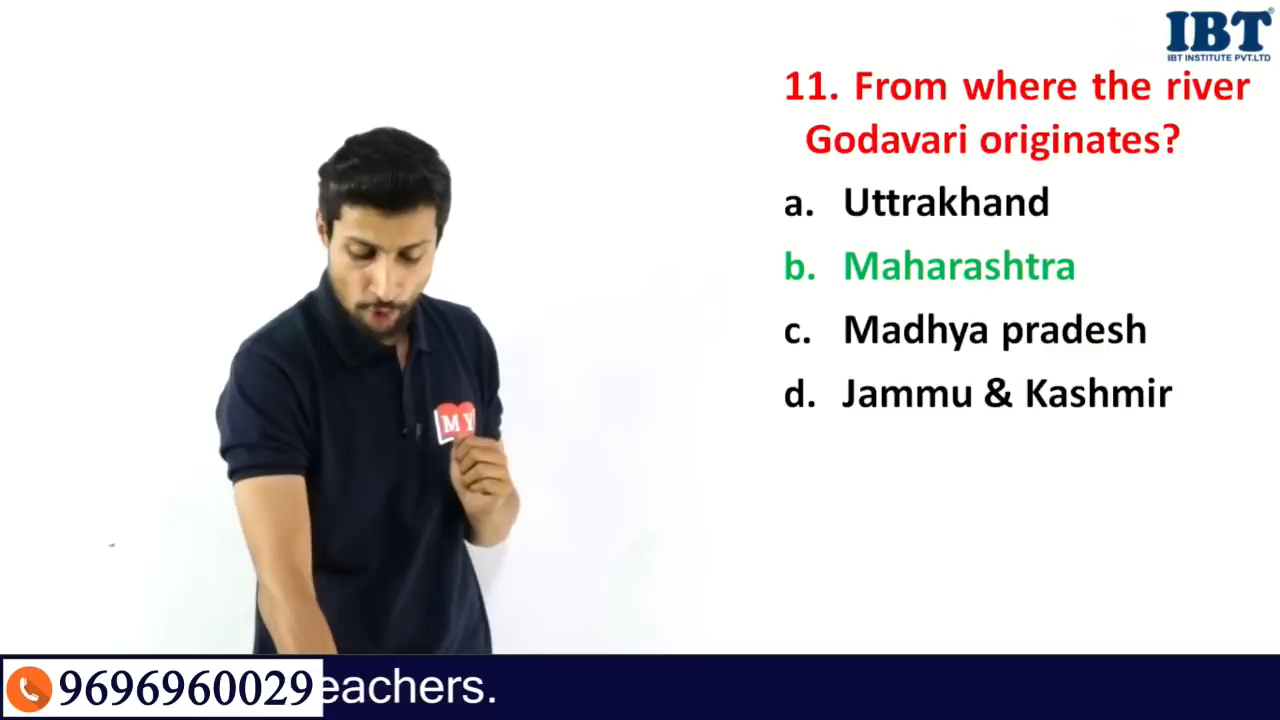 IBT
IBT INSTITUTE PVT.LTD
11. From where the river
Godavari originates?
a. Uttrakhand
b. Maharashtra
c. Madhya pradesh
d. Jammu & Kashmir
M Y
9696960029 eachers.